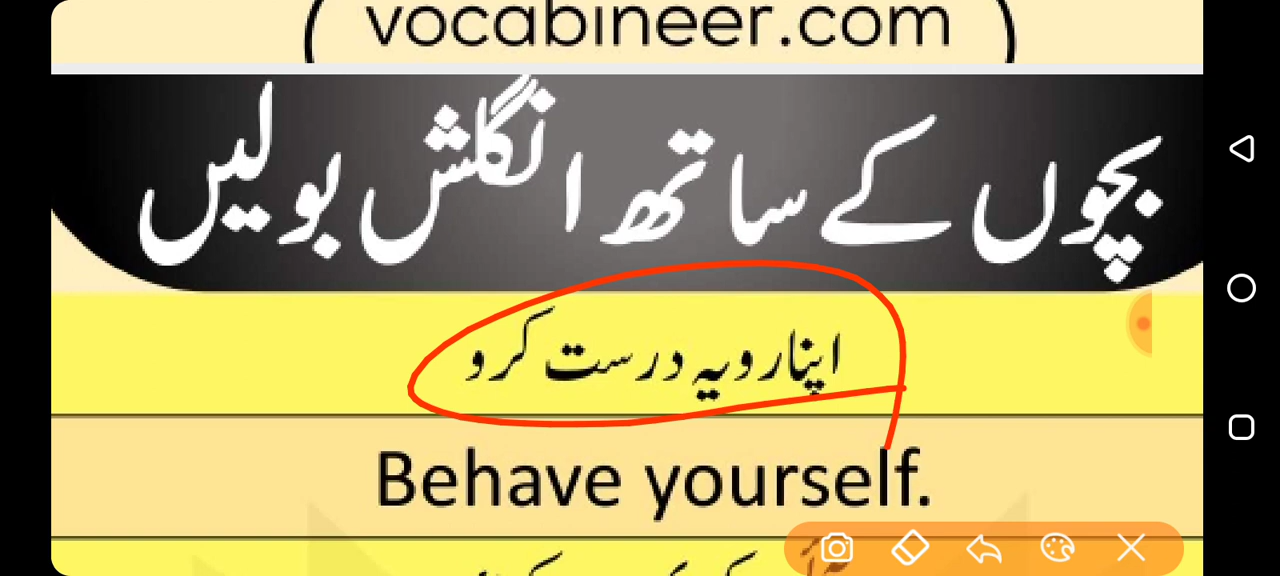 vocabineer.com
بچوں کے ساتھ انگلش بولیں
اپنا رویہ درست کرو
Behave yourself.